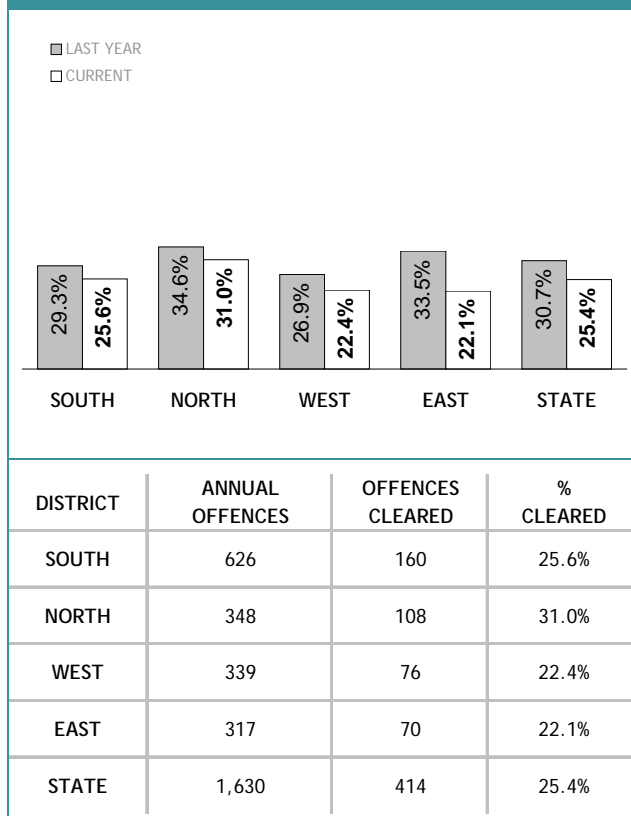 LAST YEAR
CURRENT
29.3% 25.6% 34.6% 31.0% 26.9% 22.4% 33.5% 22.1% 30.7% 25.4%
SOUTH NORTH WEST EAST STATE
DISTRICT ANNUAL OFFENCES OFFENCES CLEARED % CLEARED
SOUTH 626 160 25.6%
NORTH 348 108 31.0%
WEST 339 76 22.4%
EAST 317 70 22.1%
STATE 1,630 414 25.4%